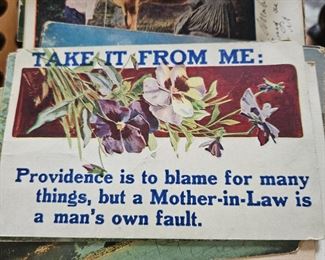 TAKE IT FROM ME:
Providence is to blame for many
things, but a Mother-in-Law is
a man's own fault.